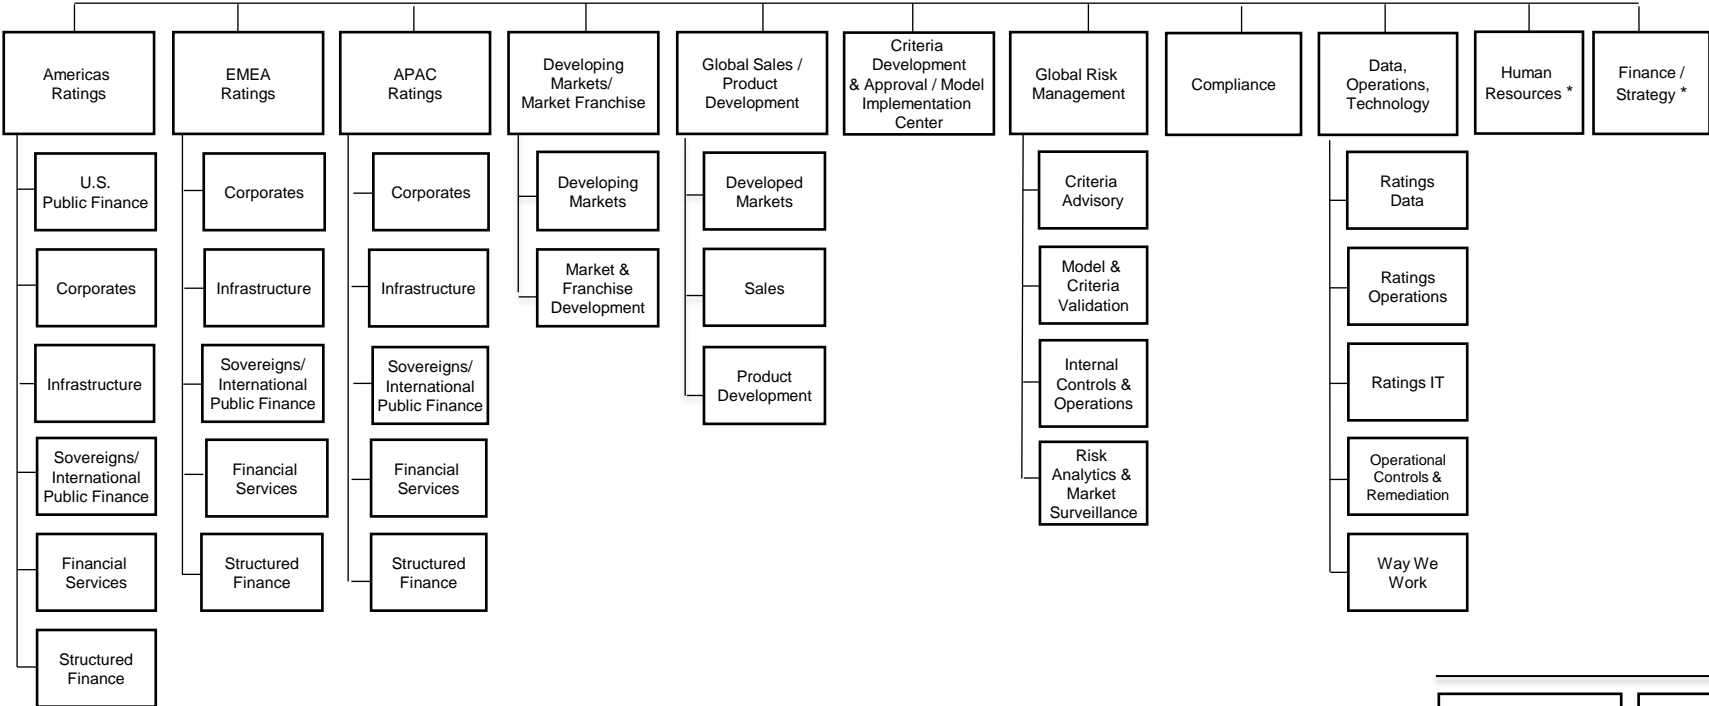 Americas
Ratings
EMEA
Ratings
APAC
Ratings
Developing
Markets/
Market Franchise
Global Sales /
Product
Development
Criteria
Development
& Approval / Model
Implementation
Center
Global Risk
Management
Compliance
Data,
Operations,
Technology
Human
Resources *
Finance /
Strategy *
U.S.
Public Finance
Corporates
Infrastructure
Sovereigns/
International
Public Finance
Financial
Services
Structured
Finance
Corporates
Infrastructure
Sovereigns/
International
Public Finance
Financial
Services
Structured
Finance
Corporates
Infrastructure
Sovereigns/
International
Public Finance
Financial
Services
Structured
Finance
Developing
Markets
Market &
Franchise
Development
Developed
Markets
Sales
Product
Development
Criteria
Advisory
Model &
Criteria
Validation
Internal
Controls &
Operations
Risk
Analytics &
Market
Surveillance
Ratings
Data
Ratings
Operations
Ratings IT
Operational
Controls &
Remediation
Way We
Work